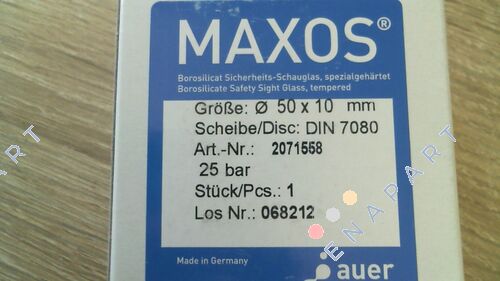 MAXOS®
Borosilicat Sicherheits-Schauglas, spezialgehärtet
Borosilicate Safety Sight Glass, tempered
Größe: Ø 50 x 10 mm
Scheibe/Disc: DIN 7080
Art.-Nr.: 2071558
25 bar
Stück/Pcs.: 1
Los Nr.: 068212
Made in Germany
auer
ENAPART
ENAPART